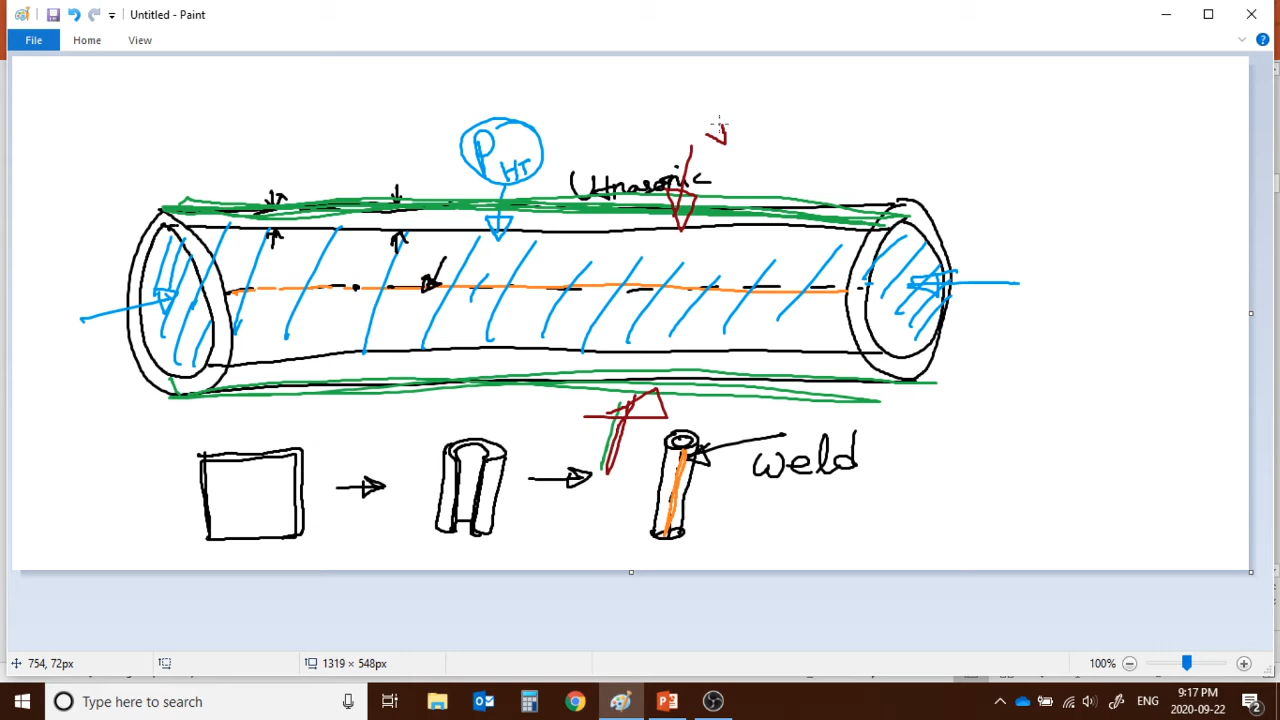 Untitled - Paint
File Home View
P HT
Ultrasonic
weld
754, 72px
1319 × 548px
100%
Type here to search
ENG
9:17 PM
2020-09-22
2